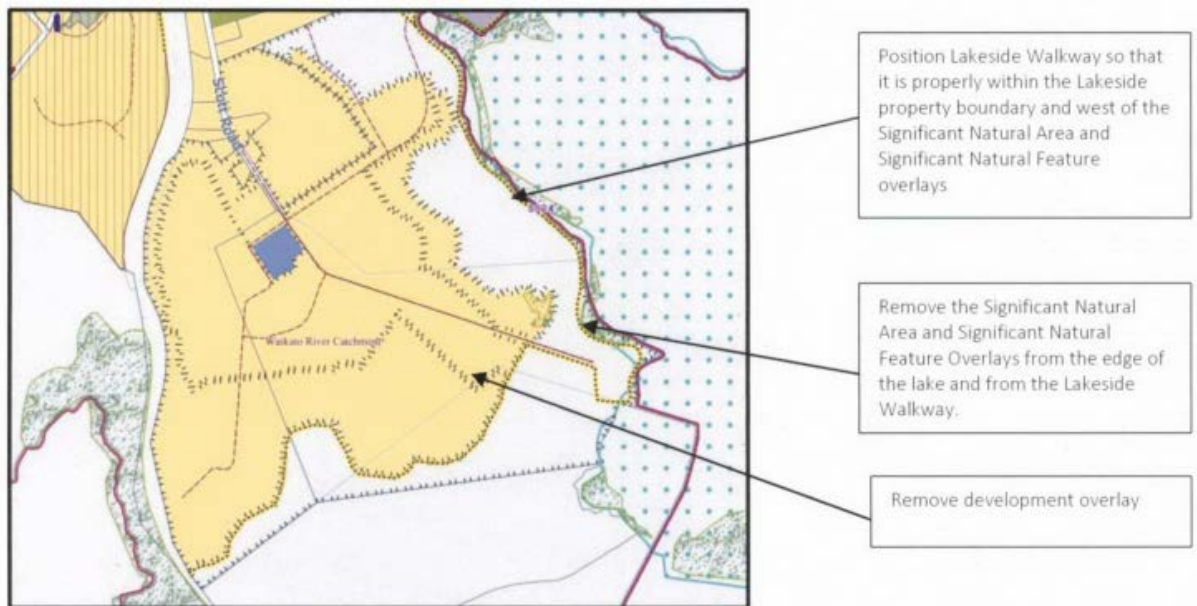 Scott Road
Waikato River Catchment
Position Lakeside Walkway so that
it is properly within the Lakeside
property boundary and west of the
Significant Natural Area and
Significant Natural Feature
overlays
Remove the Significant Natural
Area and Significant Natural
Feature Overlays from the edge of
the lake and from the Lakeside
Walkway.
Remove development overlay